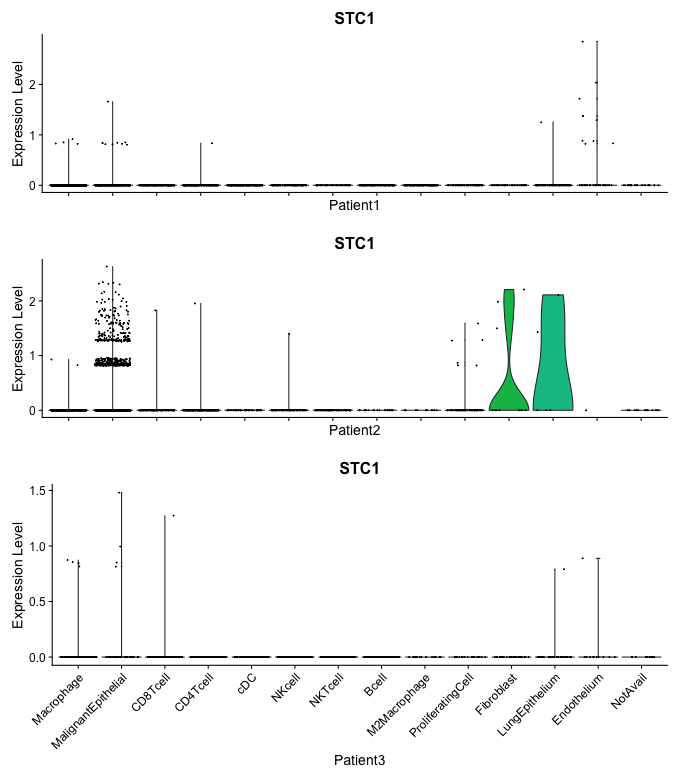 STC1
Expression Level
2
1
0
Patient1
STC1
Expression Level
2
1
0
Patient2
STC1
Expression Level
1.5
1.0
0.5
0.0
Macrophage
MalignantEpithelial
CD8Tcell
CD4Tcell
cDC
NKcell
NKTcell
Bcell
M2Macrophage
ProliferatingCell
Fibroblast
LungEpithelium
Endothelium
NotAvail
Patient3